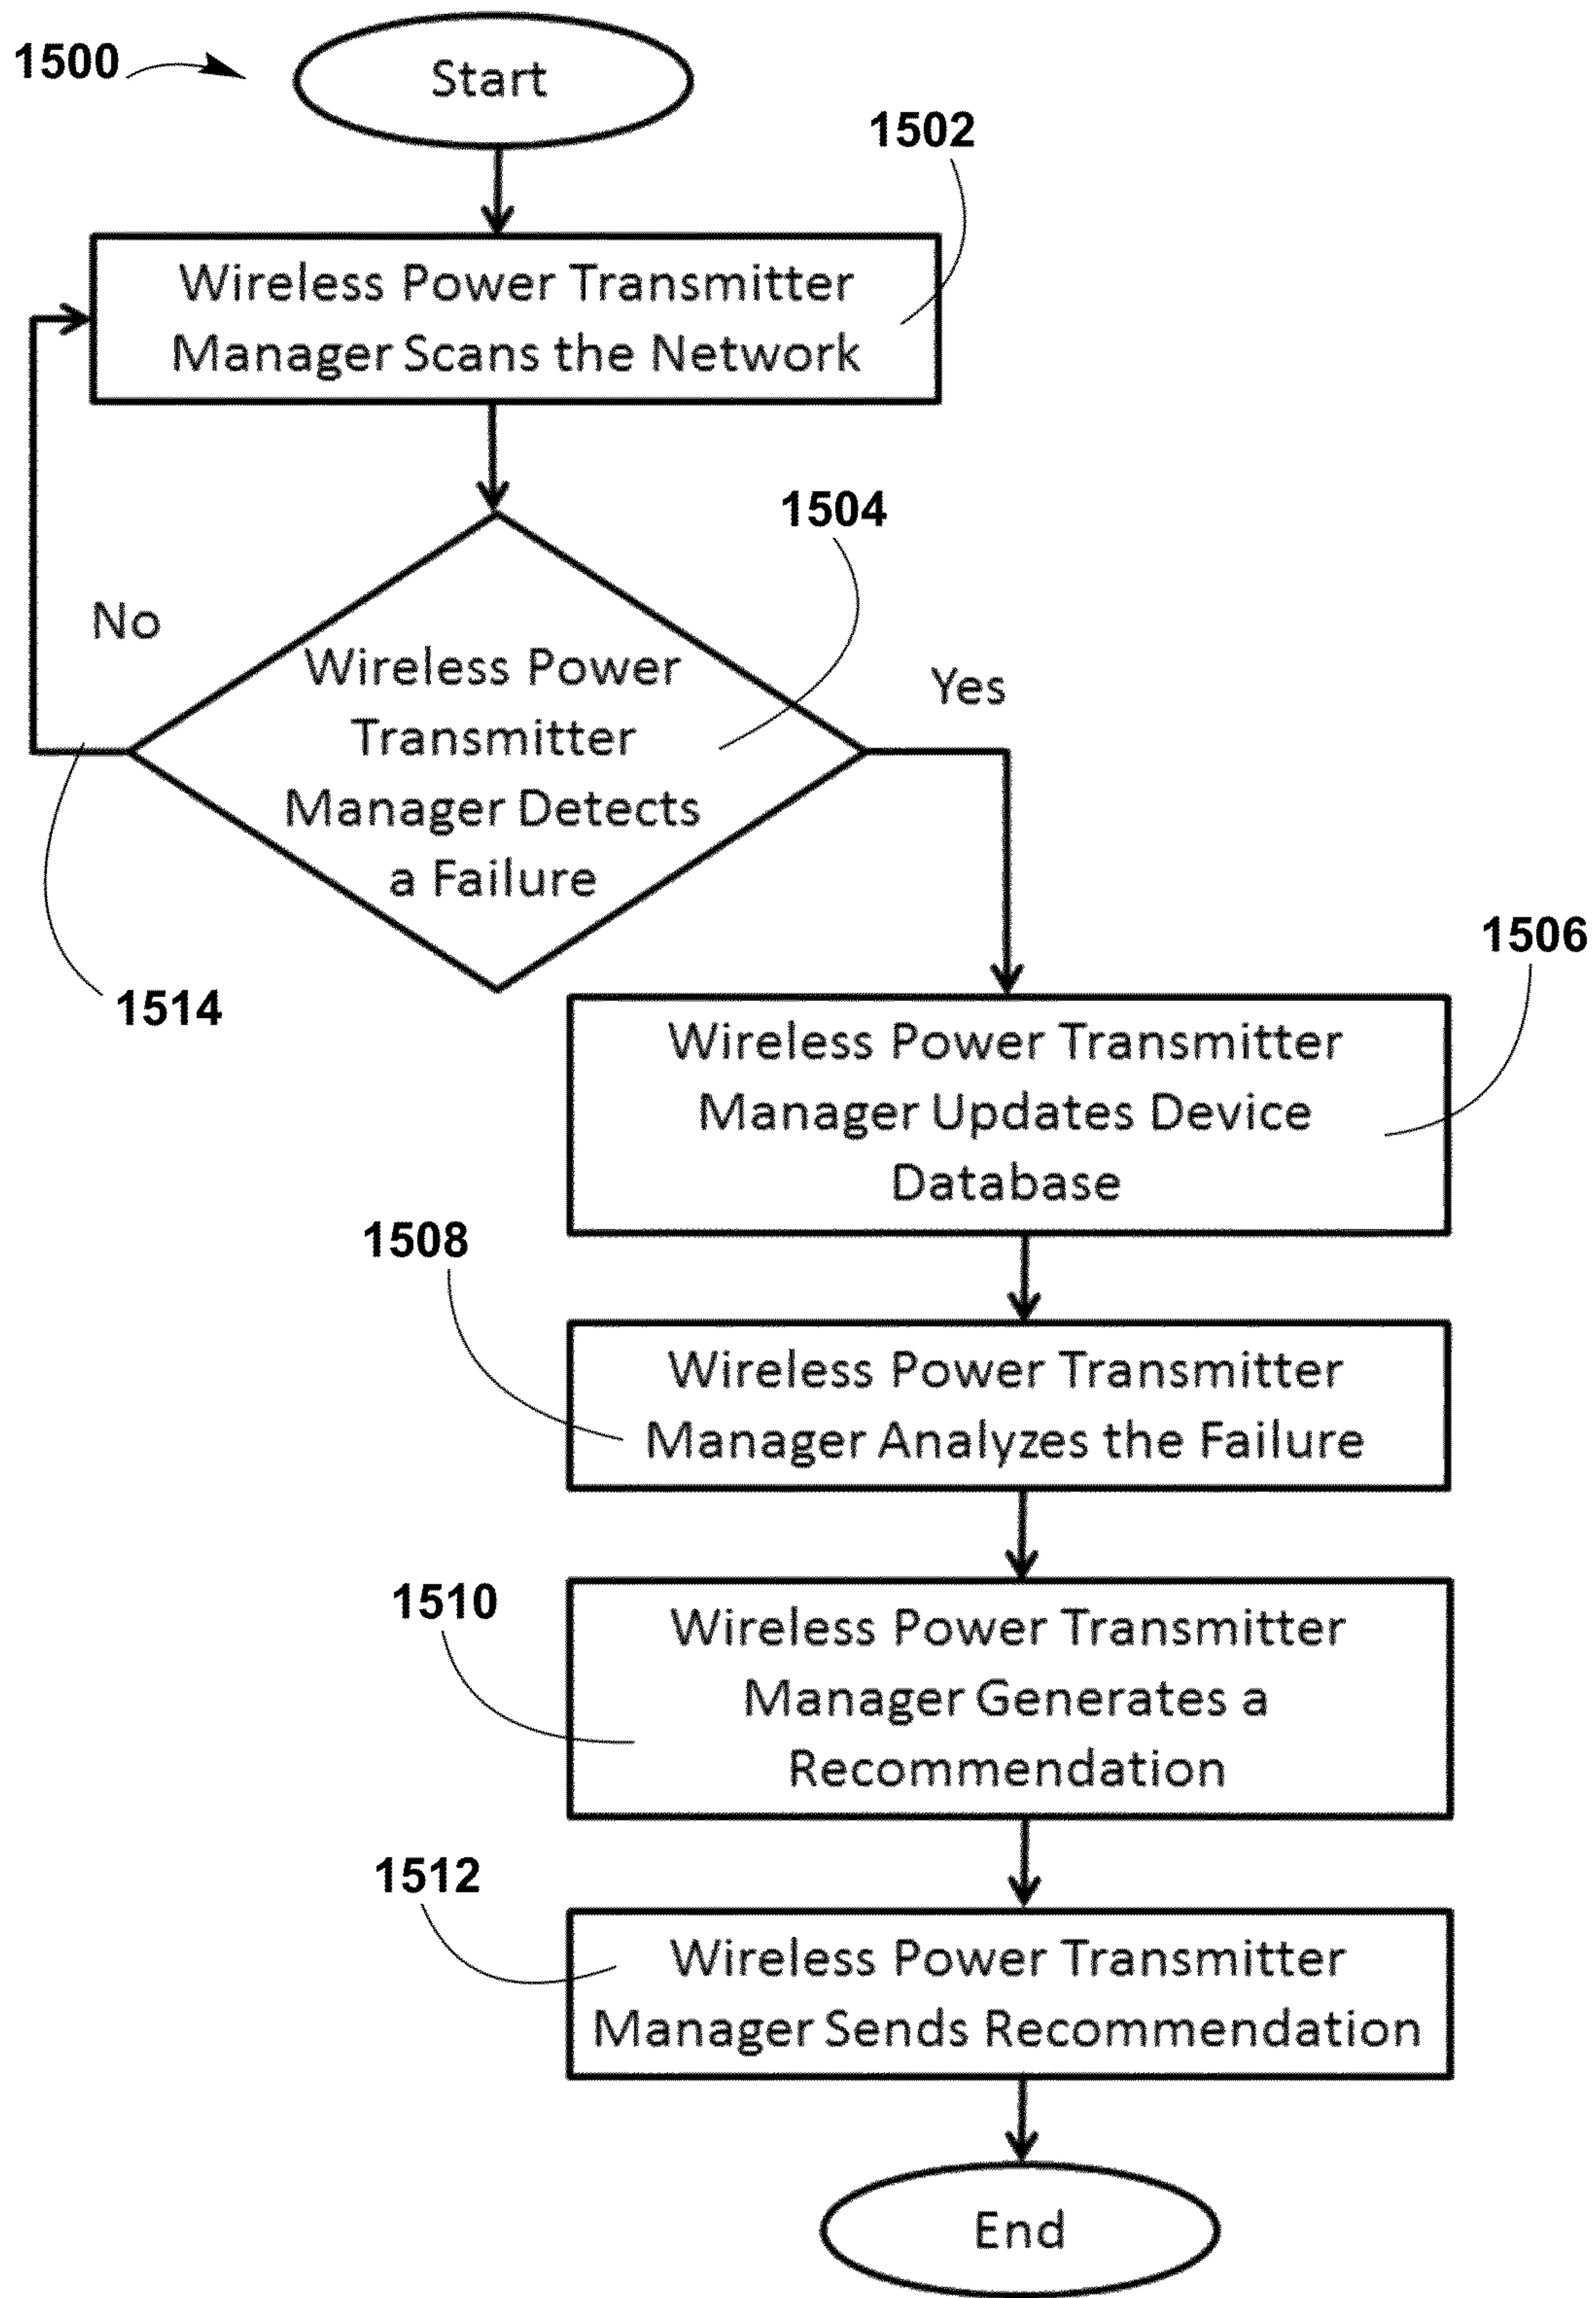 1500
Start
1502
Wireless Power Transmitter
Manager Scans the Network
1504
No
Wireless Power
Transmitter
Manager Detects
a Failure
Yes
1514
1506
Wireless Power Transmitter
Manager Updates Device
Database
1508
Wireless Power Transmitter
Manager Analyzes the Failure
1510
Wireless Power Transmitter
Manager Generates a
Recommendation
1512
Wireless Power Transmitter
Manager Sends Recommendation
End